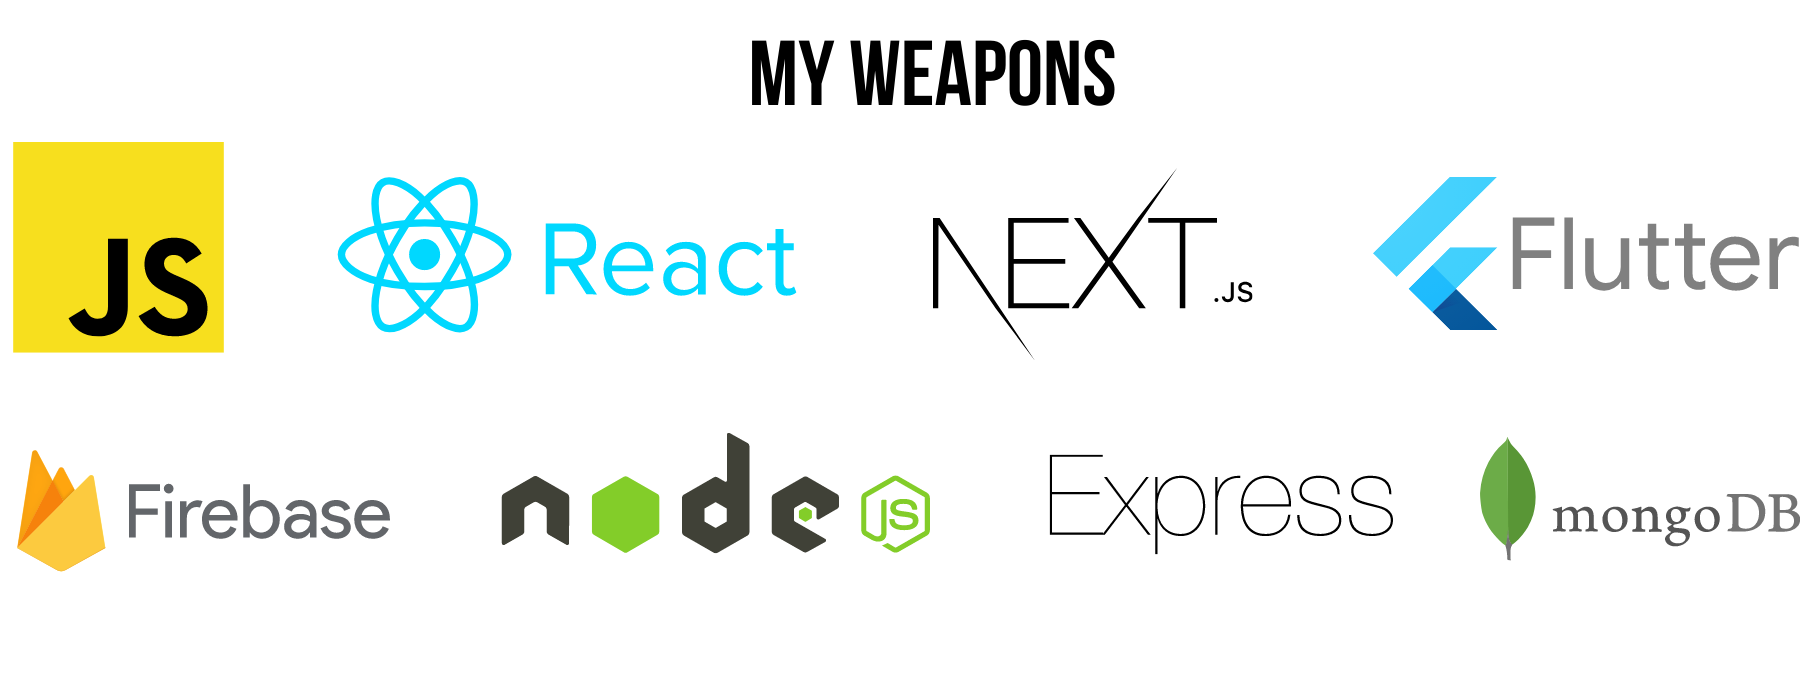 MY WEAPONS
JS
React
NEXT.JS
Flutter
Firebase
node JS
Express
mongoDB